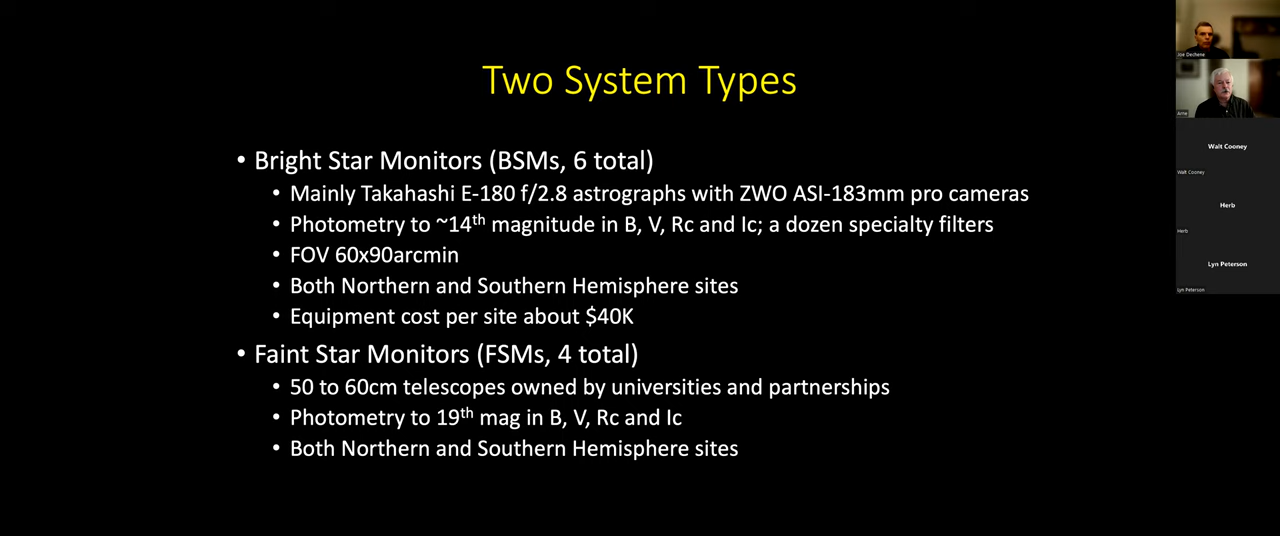 Two System Types
• Bright Star Monitors (BSMs, 6 total)
• Mainly Takahashi E-180 f/2.8 astrographs with ZWO ASI-183mm pro cameras
• Photometry to ~14th magnitude in B, V, Rc and Ic; a dozen specialty filters
• FOV 60x90arcmin
• Both Northern and Southern Hemisphere sites
• Equipment cost per site about $40K
• Faint Star Monitors (FSMs, 4 total)
• 50 to 60cm telescopes owned by universities and partnerships
• Photometry to 19th mag in B, V, Rc and Ic
• Both Northern and Southern Hemisphere sites
Joe Dechene
Arne
Walt Cooney
Walt Cooney
Herb
Herb
Lyn Peterson
Lyn Peterson